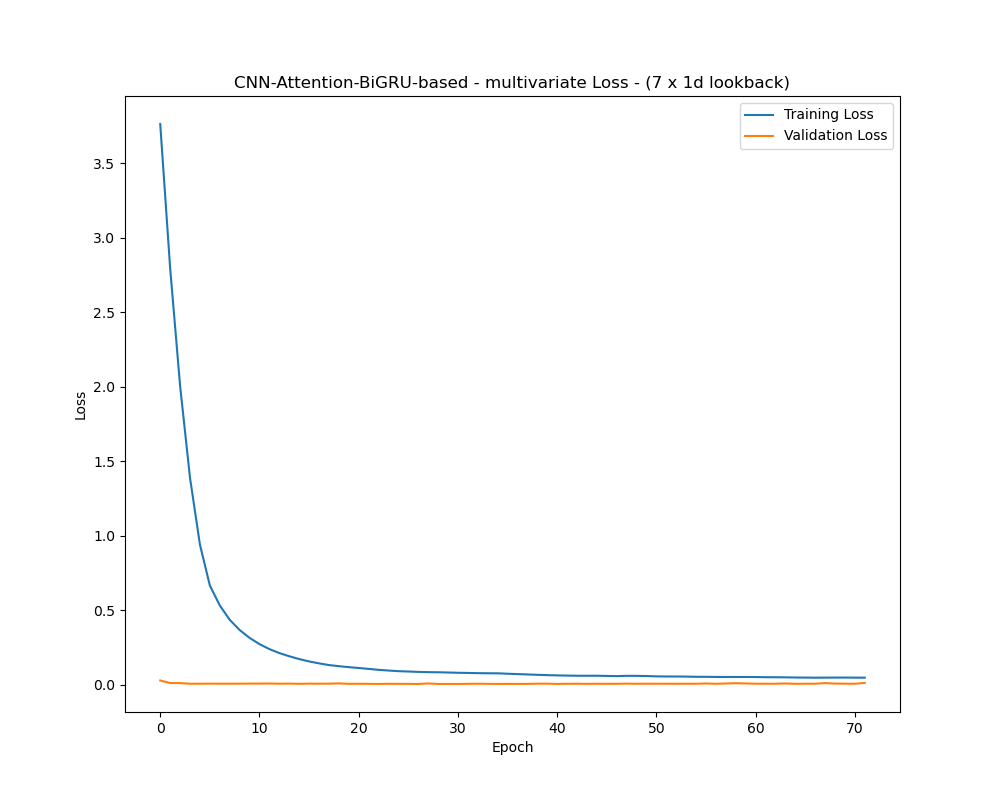 CNN-Attention-BiGRU-based - multivariate Loss - (7 x 1d lookback)
Training Loss
Validation Loss
3.5
3.0
2.5
2.0
1.5
1.0
0.5
0.0
Loss
0 10 20 30 40 50 60 70
Epoch